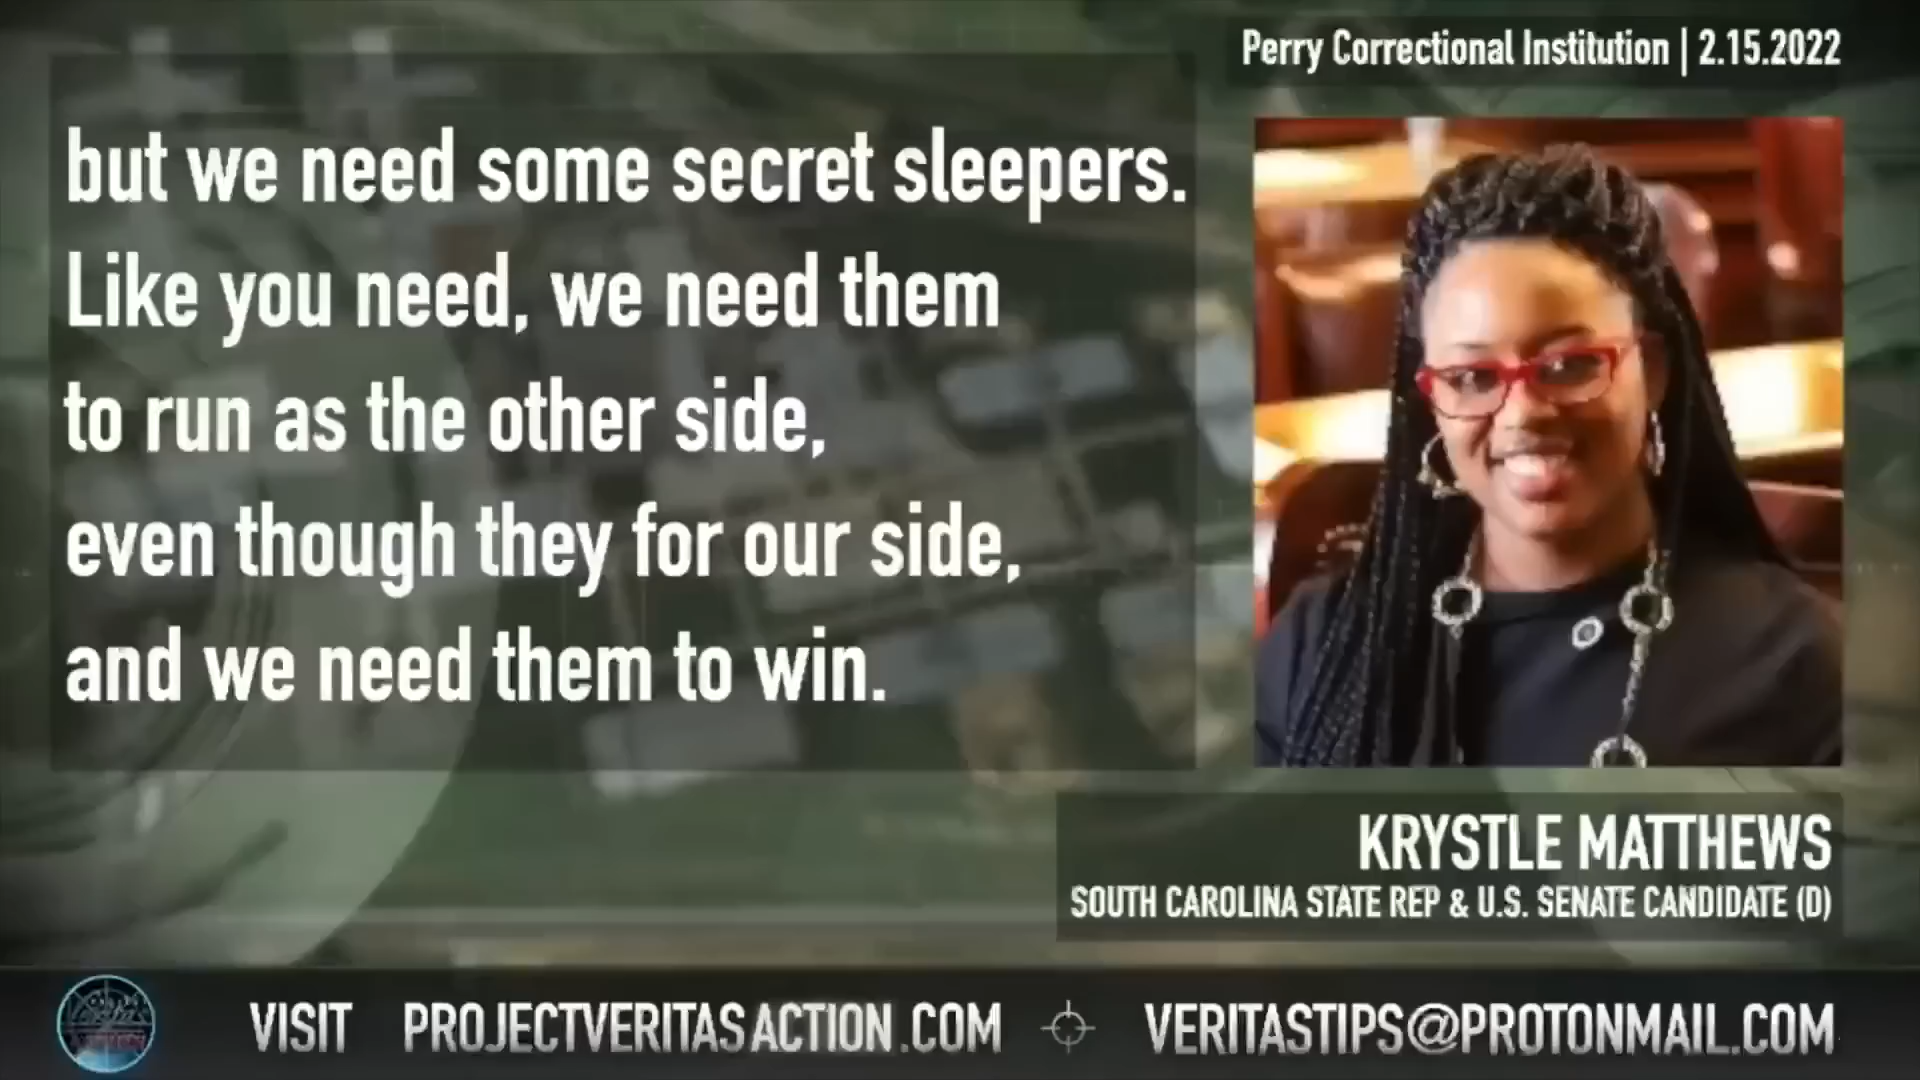 Perry Correctional Institution | 2.15.2022
but we need some secret sleepers.
Like you need, we need them
to run as the other side,
even though they for our side,
and we need them to win.
KRYSTLE MATTHEWS
SOUTH CAROLINA STATE REP & U.S. SENATE CANDIDATE (D)
VISIT PROJECTVERITASACTION.COM VERITASTIPS@PROTONMAIL.COM